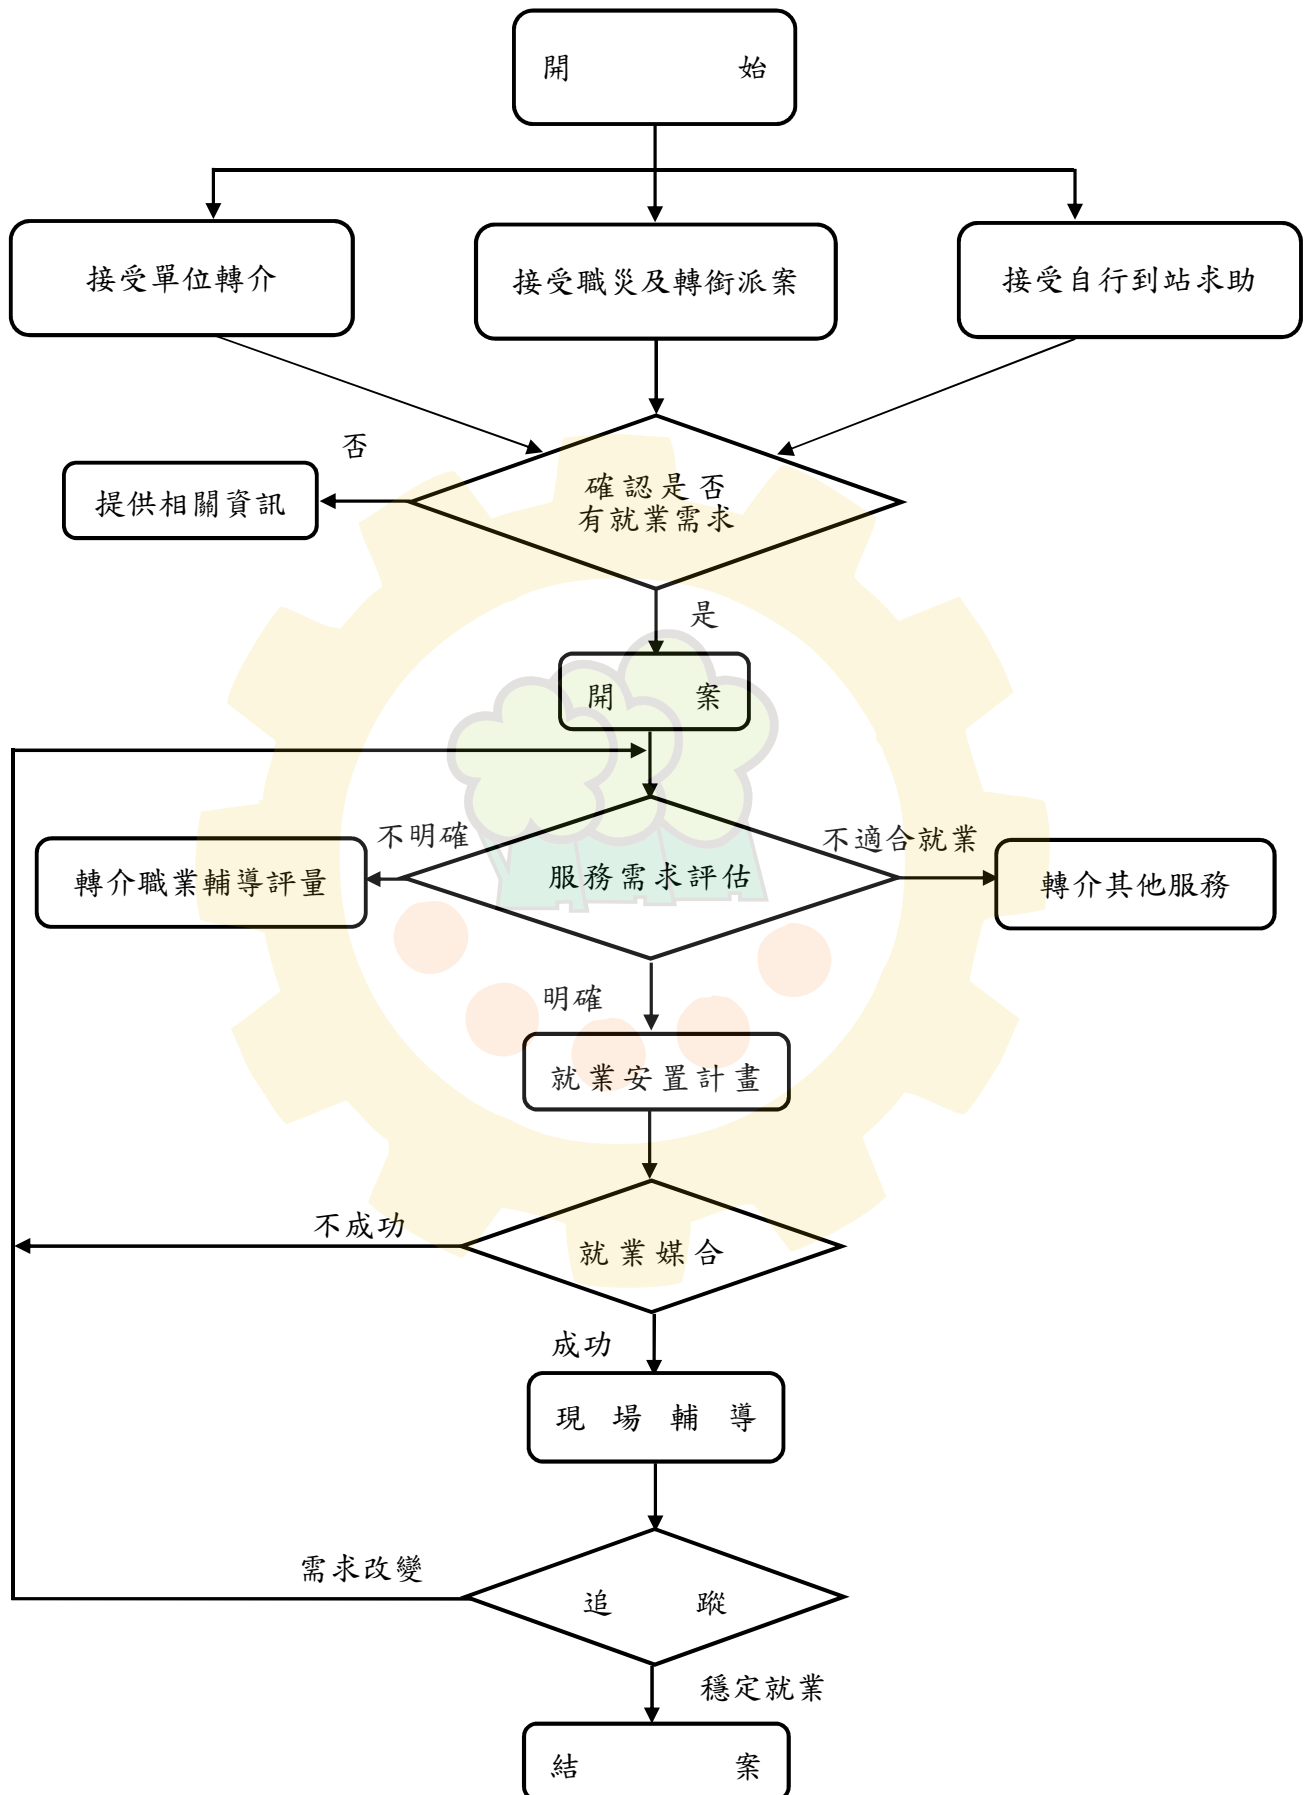 開始
接受單位轉介
接受職災及轉銜派案
接受自行到站求助
否
提供相關資訊
確認是否
有就業需求
是
開案
不明確
不適合就業
轉介職業輔導評量
服務需求評估
轉介其他服務
明確
就業安置計畫
不成功
就業媒合
成功
現場輔導
需求改變
追蹤
穩定就業
結案